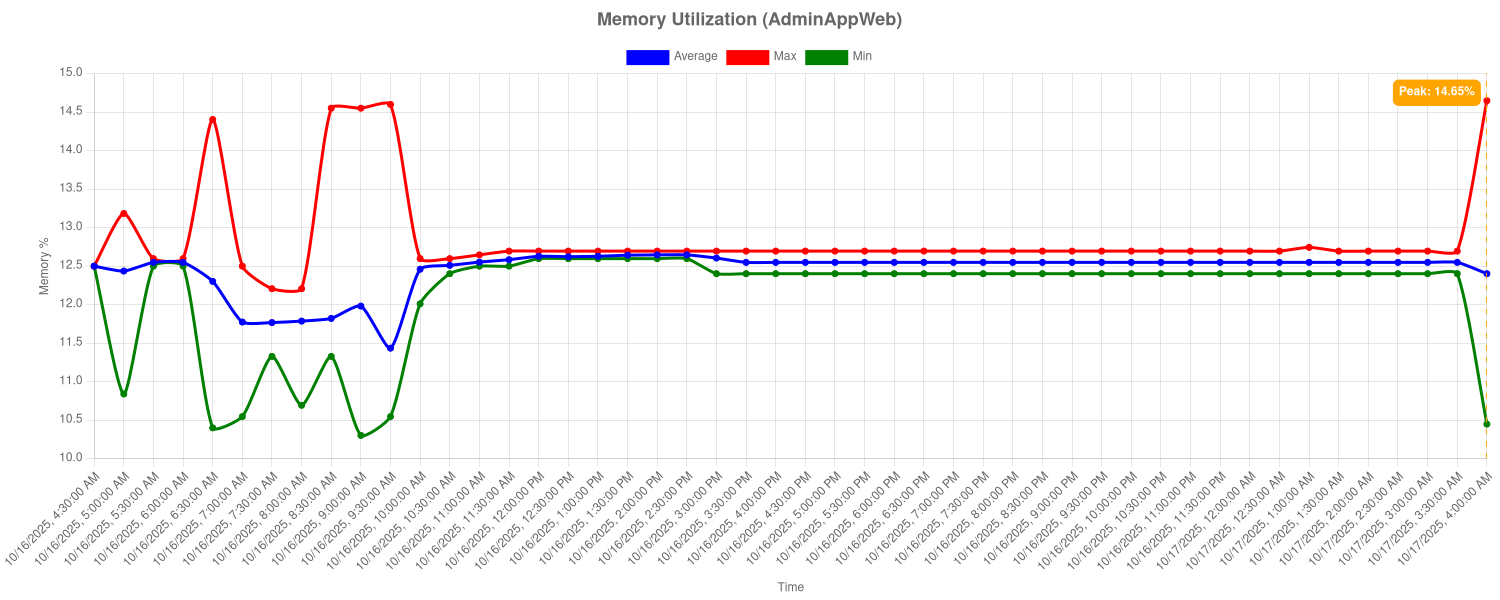 Memory Utilization (AdminAppWeb)
Average Max Min
Peak: 14.65%
15.0
14.5
14.0
13.5
13.0
12.5
12.0
11.5
11.0
10.5
10.0
Memory %
10/16/2025, 4:30:00 AM
10/16/2025, 5:00:00 AM
10/16/2025, 5:30:00 AM
10/16/2025, 6:00:00 AM
10/16/2025, 6:30:00 AM
10/16/2025, 7:00:00 AM
10/16/2025, 7:30:00 AM
10/16/2025, 8:00:00 AM
10/16/2025, 8:30:00 AM
10/16/2025, 9:00:00 AM
10/16/2025, 9:30:00 AM
10/16/2025, 10:00:00 AM
10/16/2025, 10:30:00 AM
10/16/2025, 11:00:00 AM
10/16/2025, 11:30:00 AM
10/16/2025, 12:00:00 PM
10/16/2025, 12:30:00 PM
10/16/2025, 1:00:00 PM
10/16/2025, 1:30:00 PM
10/16/2025, 2:00:00 PM
10/16/2025, 2:30:00 PM
10/16/2025, 3:00:00 PM
10/16/2025, 3:30:00 PM
10/16/2025, 4:00:00 PM
10/16/2025, 4:30:00 PM
10/16/2025, 5:00:00 PM
10/16/2025, 5:30:00 PM
10/16/2025, 6:00:00 PM
10/16/2025, 6:30:00 PM
10/16/2025, 7:00:00 PM
10/16/2025, 7:30:00 PM
10/16/2025, 8:00:00 PM
10/16/2025, 8:30:00 PM
10/16/2025, 9:00:00 PM
10/16/2025, 9:30:00 PM
10/16/2025, 10:00:00 PM
10/16/2025, 10:30:00 PM
10/16/2025, 11:00:00 PM
10/16/2025, 11:30:00 PM
10/17/2025, 12:00:00 AM
10/17/2025, 12:30:00 AM
10/17/2025, 1:00:00 AM
10/17/2025, 1:30:00 AM
10/17/2025, 2:00:00 AM
10/17/2025, 2:30:00 AM
10/17/2025, 3:00:00 AM
10/17/2025, 3:30:00 AM
10/17/2025, 4:00:00 AM
Time